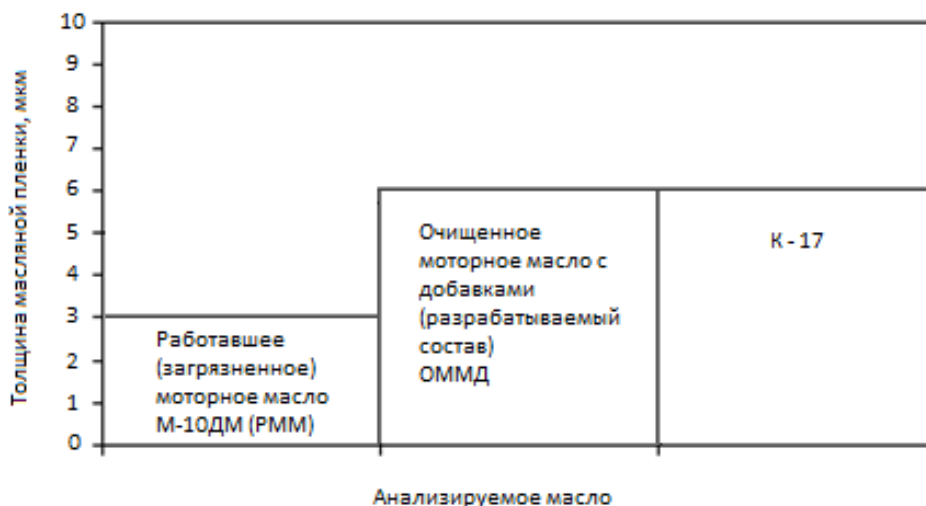 Толщина масляной пленки, мкм
10
9
8
7
6
5
4
3
2
1
0
Работавшее
(загрязненное)
моторное масло
М-10ДМ (РММ)
Очищенное
моторное масло с
добавками
(разрабатываемый
состав)
ОММД
К - 17
Анализируемое масло